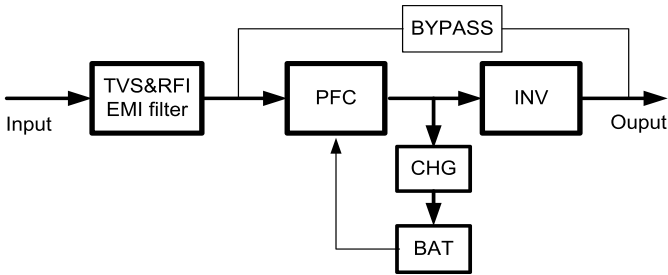 BYPASS
TVS&RFI
EMI filter
PFC
INV
Input
Ouput
CHG
BAT